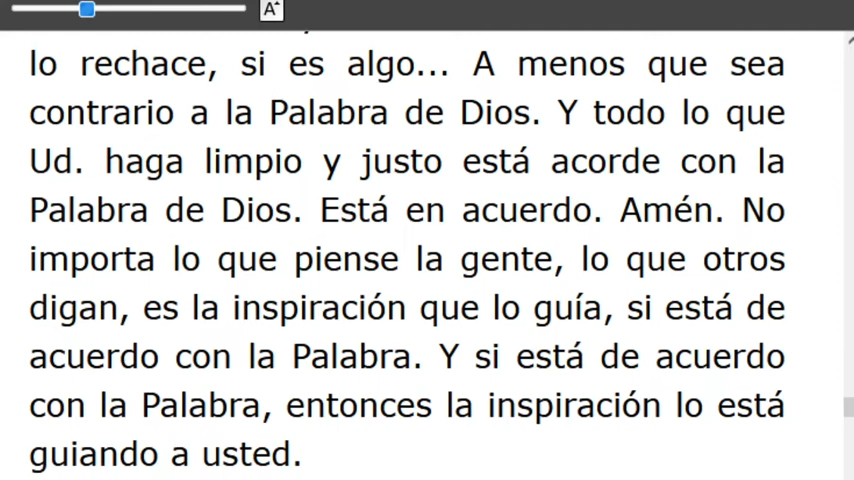 A
lo rechace, si es algo... A menos que sea
contrario a la Palabra de Dios. Y todo lo que
Ud. haga limpio y justo está acorde con la
Palabra de Dios. Está en acuerdo. Amén. No
importa lo que piense la gente, lo que otros
digan, es la inspiración que lo guía, si está de
acuerdo con la Palabra. Y si está de acuerdo
con la Palabra, entonces la inspiración lo está
guiando a usted.